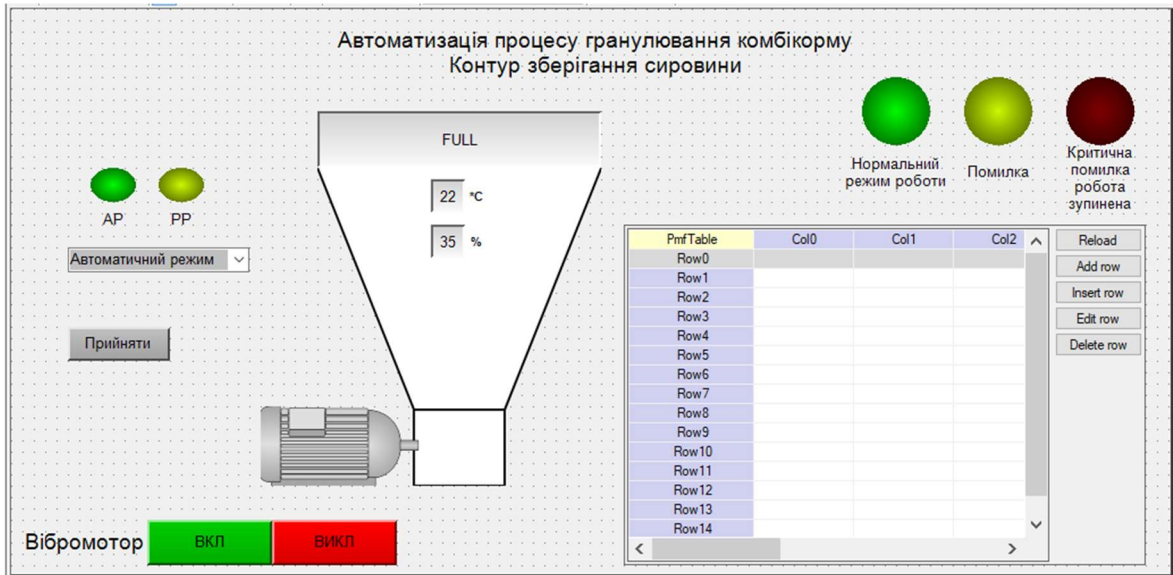 Автоматизація процесу гранулювання комбікорму
Контур зберігання сировини
FULL
22 °C
35 %
АР РР
Автоматичний режим
Прийняти
Вібромотор ВКЛ ВИКЛ
Нормальний
режим роботи
Помилка
Критична
помилка
робота
зупинена
PmfTable Col0 Col1 Col2
Row0
Row1
Row2
Row3
Row4
Row5
Row6
Row7
Row8
Row9
Row10
Row11
Row12
Row13
Row14
Reload
Add row
Insert row
Edit row
Delete row